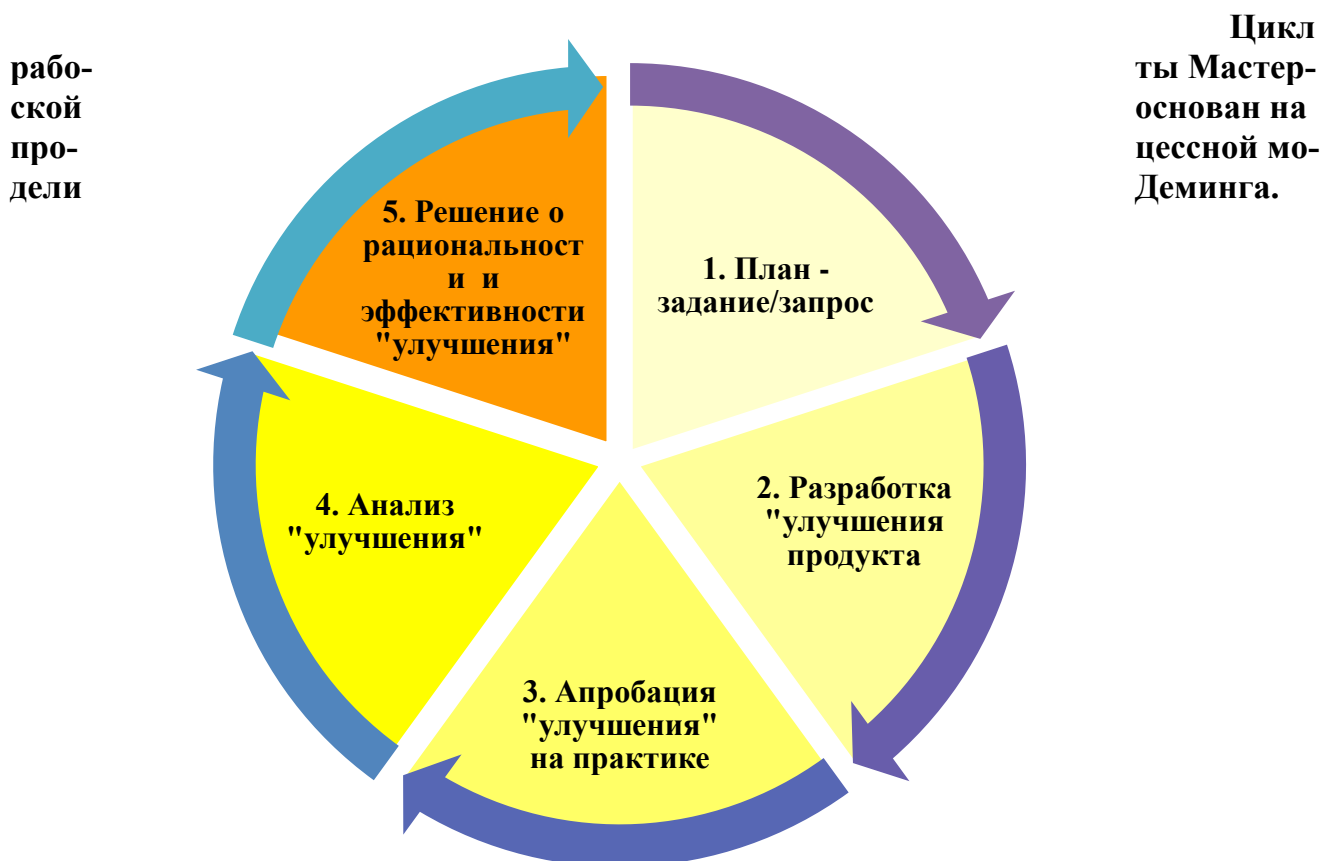 Цикл
рабо- ты Мастер-
ской основан на
про- цессной мо-
дели Деминга.
1. План -
задание/запрос
2. Разработка
"улучшения
продукта
3. Апробация
"улучшения"
на практике
4. Анализ
"улучшения"
5. Решение о
рациональност
и и
эффективности
"улучшения"